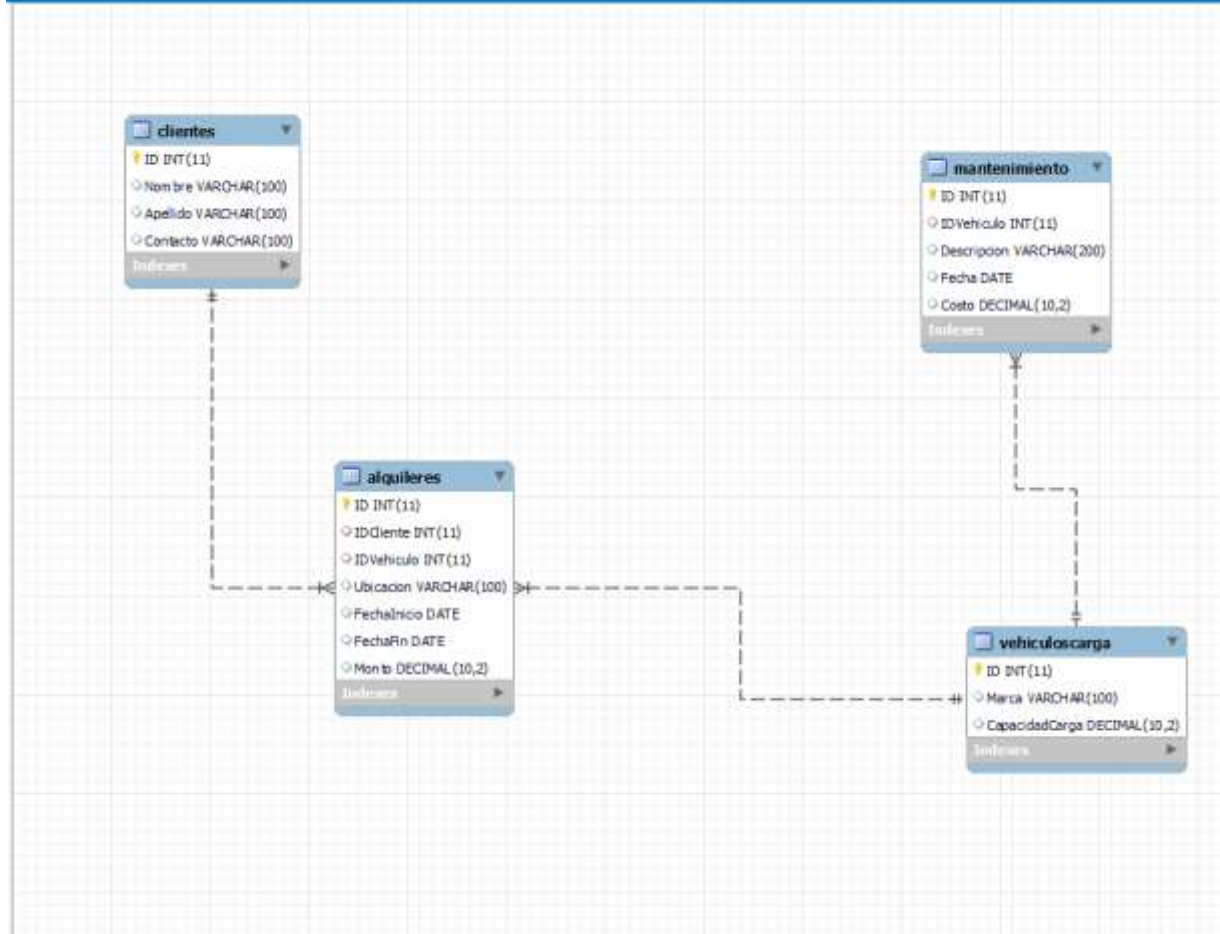 clientes
ID INT(11)
Nombre VARCHAR(100)
Apellido VARCHAR(100)
Contacto VARCHAR(100)
Indexes
mantenimiento
ID INT(11)
IDVehiculo INT(11)
Descripcion VARCHAR(200)
Fecha DATE
Costo DECIMAL(10,2)
Indexes
alquileres
ID INT(11)
IDCliente INT(11)
IDVehiculo INT(11)
Ubicacion VARCHAR(100)
FechaInicio DATE
FechaFin DATE
Monto DECIMAL(10,2)
Indexes
vehiculoscarga
ID INT(11)
Marca VARCHAR(100)
CapacidadCarga DECIMAL(10,2)
Indexes